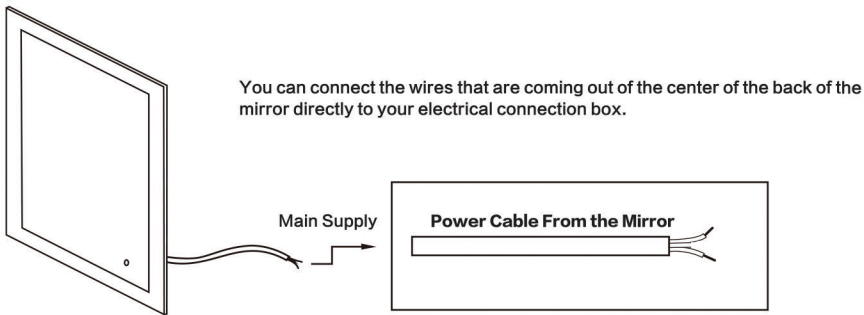 You can connect the wires that are coming out of the center of the back of the
mirror directly to your electrical connection box.
Main Supply
Power Cable From the Mirror